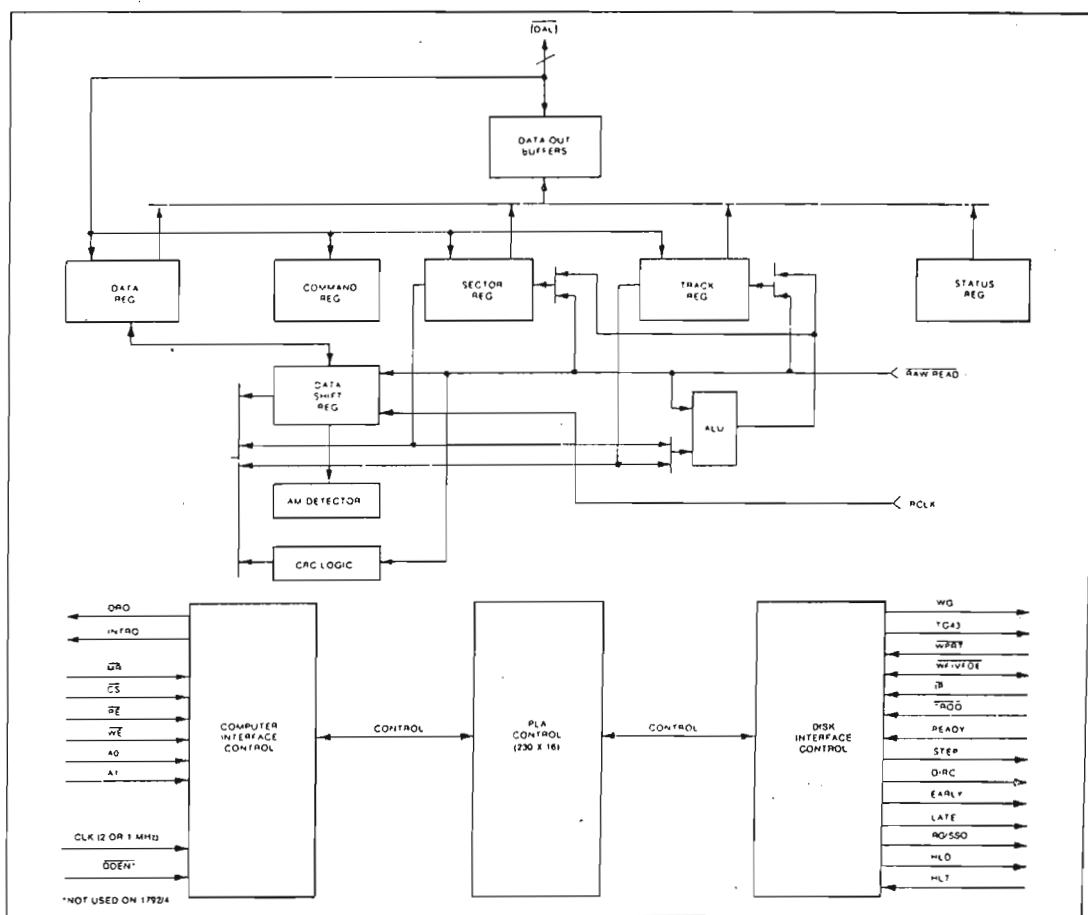 (DAL)
DATA OUT
BUFFERS
DATA
REG
COMMAND
REG
SECTOR
REG
TRACK
REG
STATUS
REG
DATA
SHIFT
REG
RAW READ
ALU
AM DETECTOR
RCLK
CRC LOGIC
DRQ
INTRQ
MR
CS
RE
WE
A0
A1
CLK (2 OR 1 MHz)
DDEN*
COMPUTER
INTERFACE
CONTROL
CONTROL
PLA
CONTROL
(230 X 16)
CONTROL
DISK
INTERFACE
CONTROL
WG
TG43
WPRT
WF/VFOE
IP
TR00
READY
STEP
DIRC
EARLY
LATE
RG/SSO
HLD
HLT
*NOT USED ON 1792/4